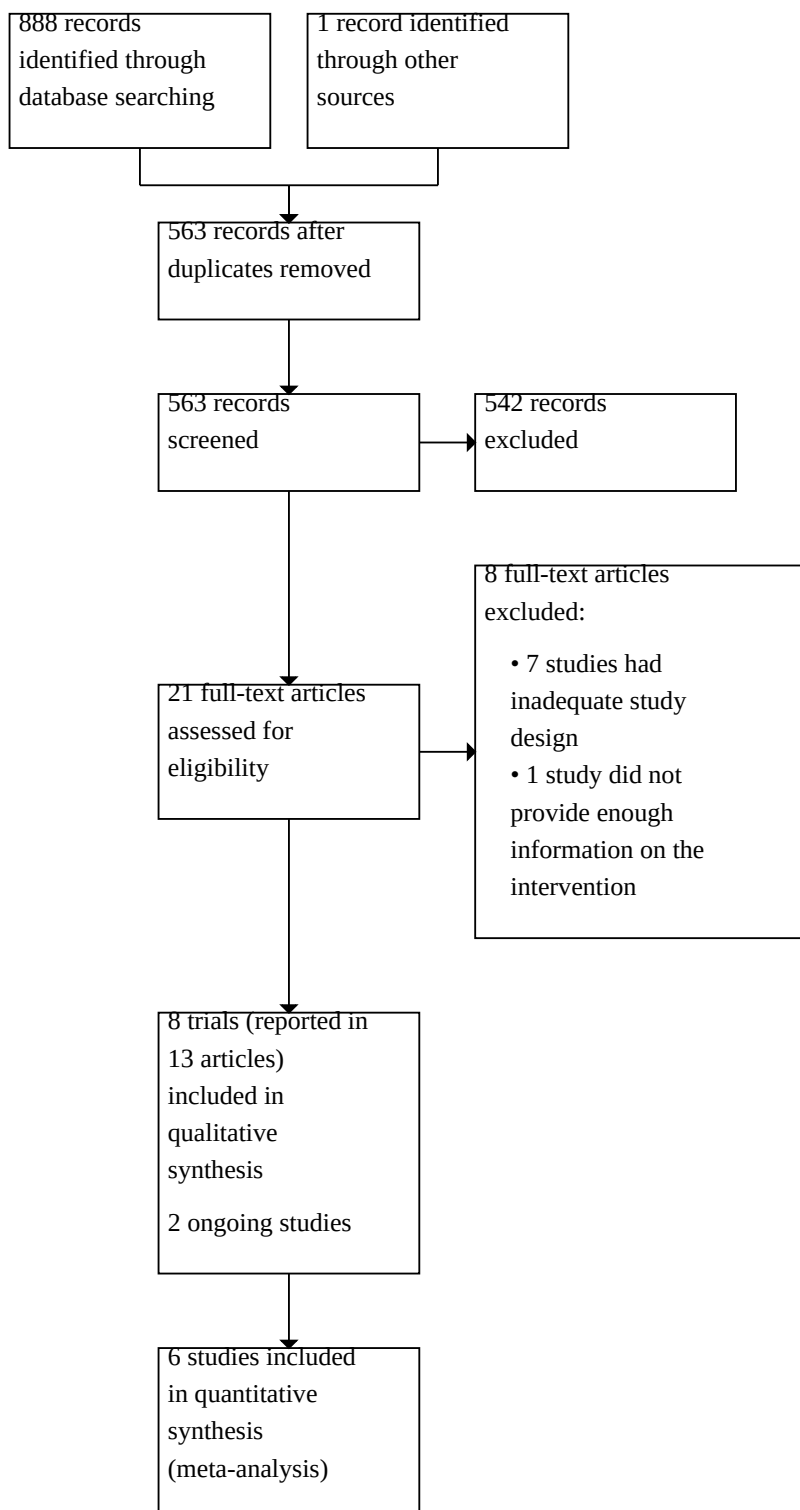 888 records
identified through
database searching
1 record identified
through other
sources
563 records after
duplicates removed
563 records
screened
542 records
excluded
8 full-text articles
excluded:
• 7 studies had
inadequate study
design
• 1 study did not
provide enough
information on the
intervention
21 full-text articles
assessed for
eligibility
8 trials (reported in
13 articles)
included in
qualitative
synthesis
2 ongoing studies
6 studies included
in quantitative
synthesis
(meta-analysis)